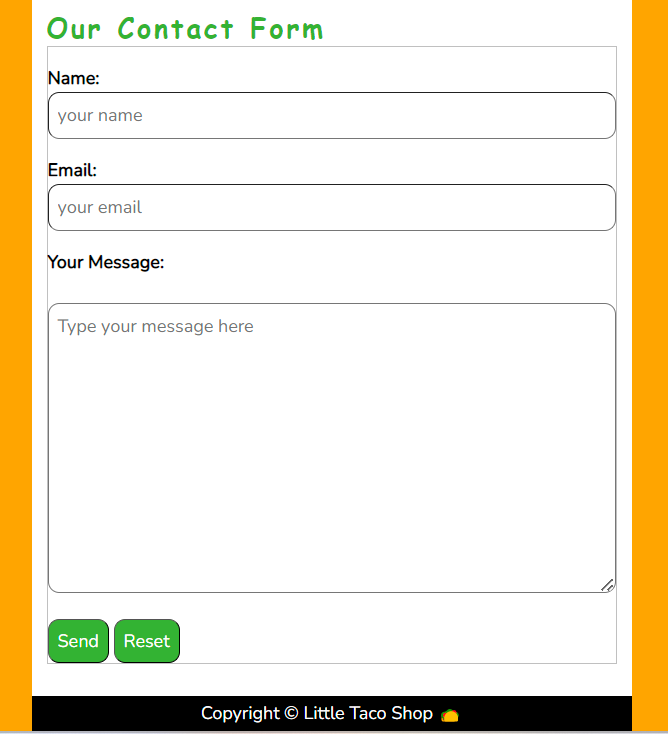 Our Contact Form
Name:
your name
Email:
your email
Your Message:
Type your message here
Send Reset
Copyright © Little Taco Shop 🌮